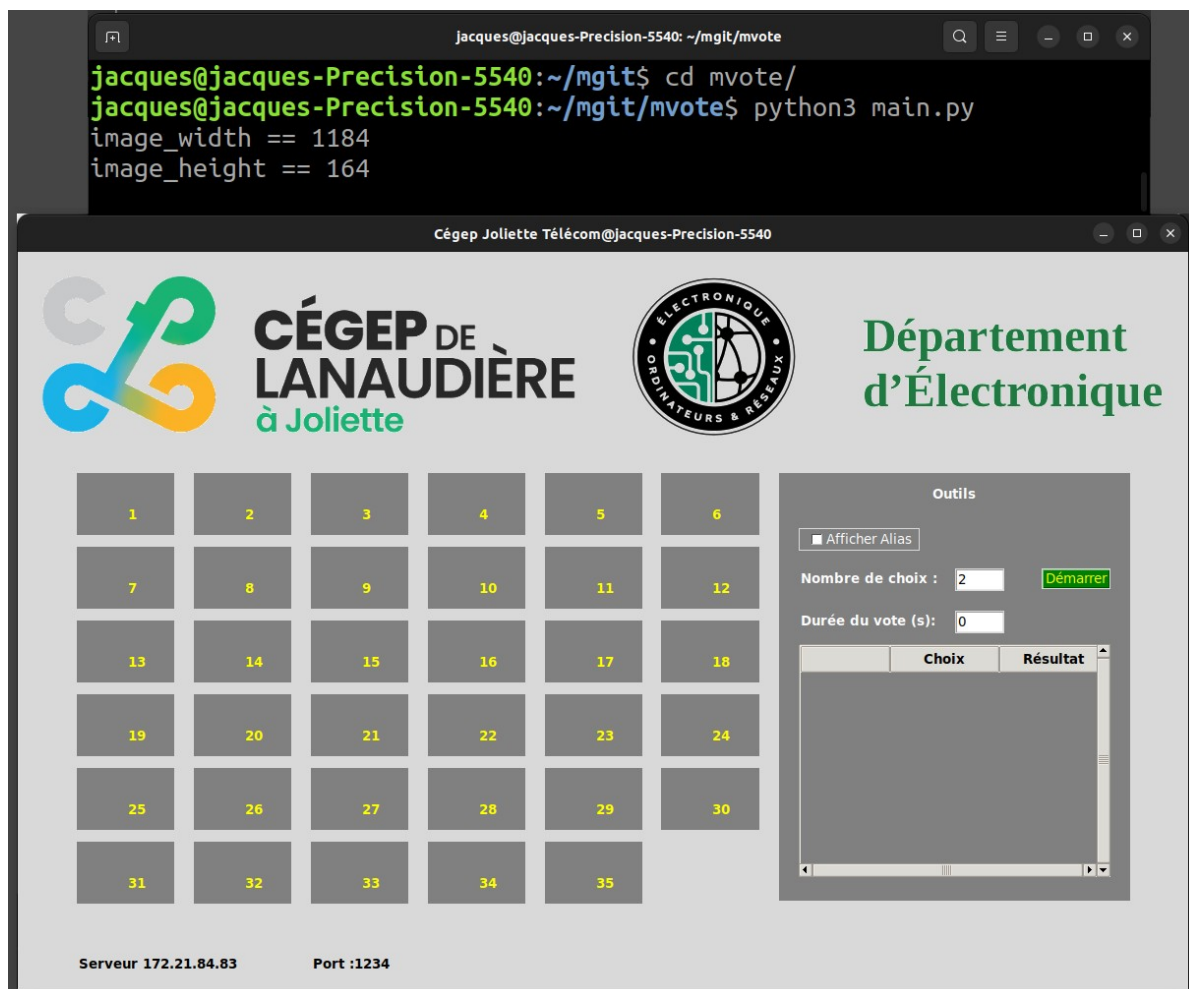 jacques@jacques-Precision-5540: ~/mgit/mvote
jacques@jacques-Precision-5540:~/mgit$ cd mvote/
jacques@jacques-Precision-5540:~/mgit/mvote$ python3 main.py
image_width == 1184
image_height == 164
Cégep Joliette Télécom@jacques-Precision-5540
CÉGEP DE
LANAUDIÈRE
à Joliette
ÉLECTRONIQUE • ORDINATEURS & RÉSEAUX •
Département
d’Électronique
1 2 3 4 5 6
7 8 9 10 11 12
13 14 15 16 17 18
19 20 21 22 23 24
25 26 27 28 29 30
31 32 33 34 35
Outils
Afficher Alias
Nombre de choix : 2 Démarrer
Durée du vote (s): 0
Choix Résultat
Serveur 172.21.84.83 Port :1234